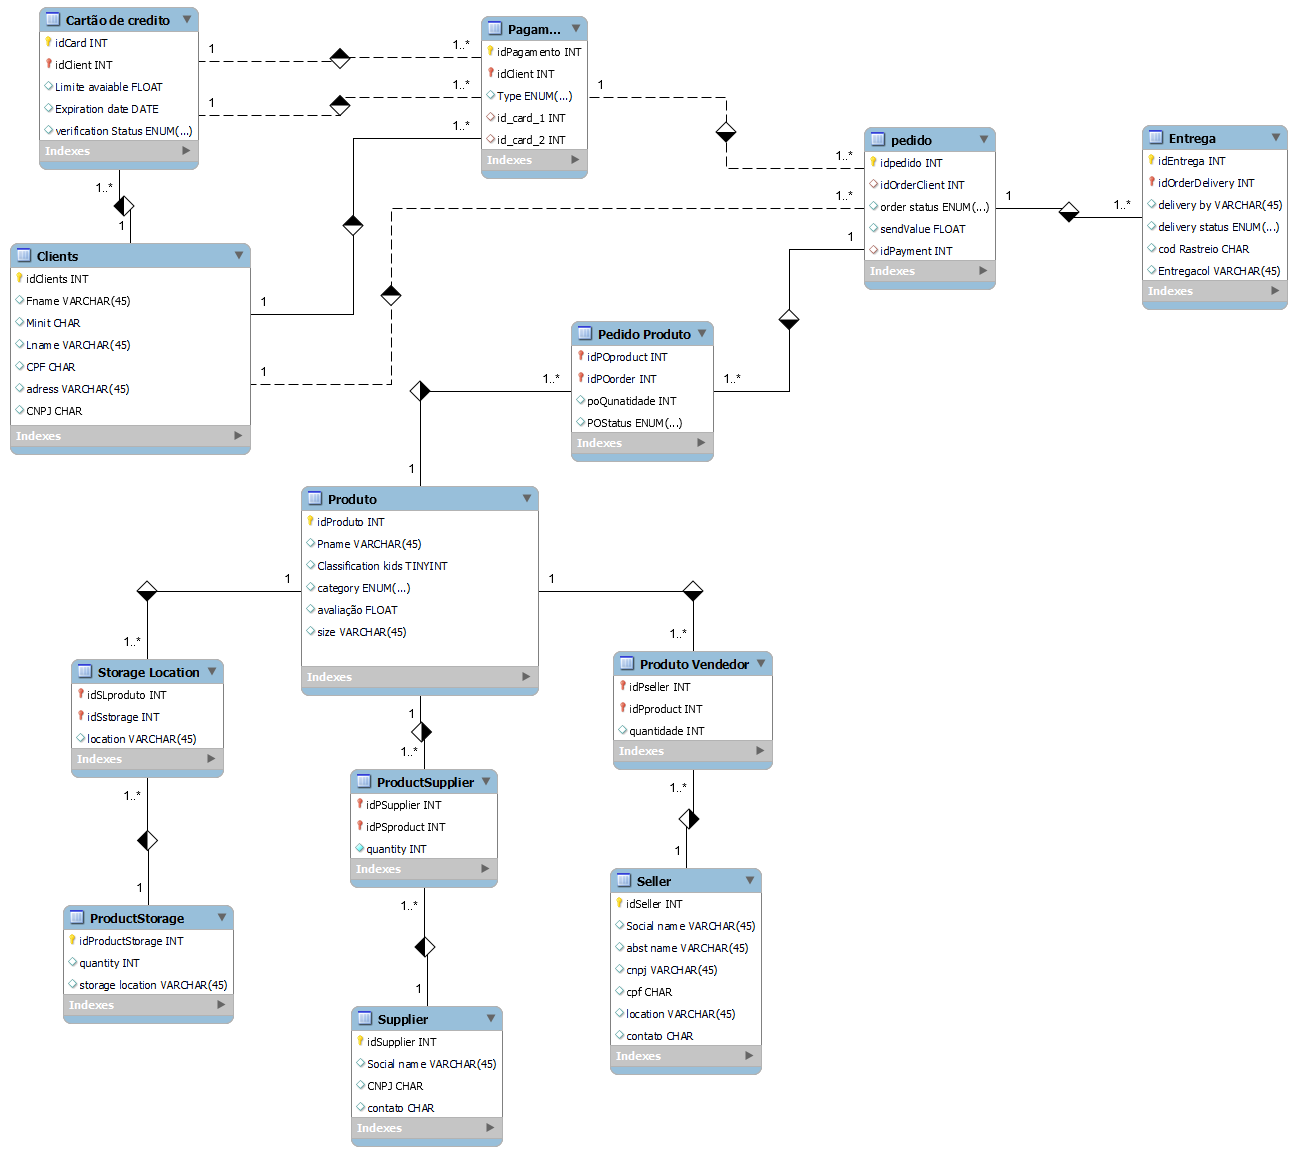 Cartão de credito
idCard INT
idClient INT
Limite avaiable FLOAT
Expiration date DATE
verification Status ENUM(...)
Indexes
1
1..*
1
1..*
1..*
Pagam...
idPagamento INT
idClient INT
Type ENUM(...)
id_card_1 INT
id_card_2 INT
Indexes
1
1..*
1..*
1
pedido
idpedido INT
idOrderClient INT
order status ENUM(...)
sendValue FLOAT
idPayment INT
Indexes
1
1..*
Entrega
idEntrega INT
idOrderDelivery INT
delivery by VARCHAR(45)
delivery status ENUM(...)
cod Rastreio CHAR
Entregacol VARCHAR(45)
Indexes
1..*
1
Clients
idClients INT
Fname VARCHAR(45)
Minit CHAR
Lname VARCHAR(45)
CPF CHAR
adress VARCHAR(45)
CNPJ CHAR
Indexes
1
1
Pedido Produto
idPOproduct INT
idPOorder INT
poQunatidade INT
POStatus ENUM(...)
Indexes
1..*
1..*
1
Produto
idProduto INT
Pname VARCHAR(45)
Classification kids TINYINT
category ENUM(...)
avaliação FLOAT
size VARCHAR(45)
Indexes
1
1
1..*
1..*
Storage Location
idSLproduto INT
idSstorage INT
location VARCHAR(45)
Indexes
1
1..*
ProductSupplier
idPSupplier INT
idPSproduct INT
quantity INT
Indexes
Produto Vendedor
idPseller INT
idPproduct INT
quantidade INT
Indexes
1..*
1
1..*
1
1..*
1
ProductStorage
idProductStorage INT
quantity INT
storage location VARCHAR(45)
Indexes
Supplier
idSupplier INT
Social name VARCHAR(45)
CNPJ CHAR
contato CHAR
Indexes
Seller
idSeller INT
Social name VARCHAR(45)
abst name VARCHAR(45)
cnpj VARCHAR(45)
cpf CHAR
location VARCHAR(45)
contato CHAR
Indexes